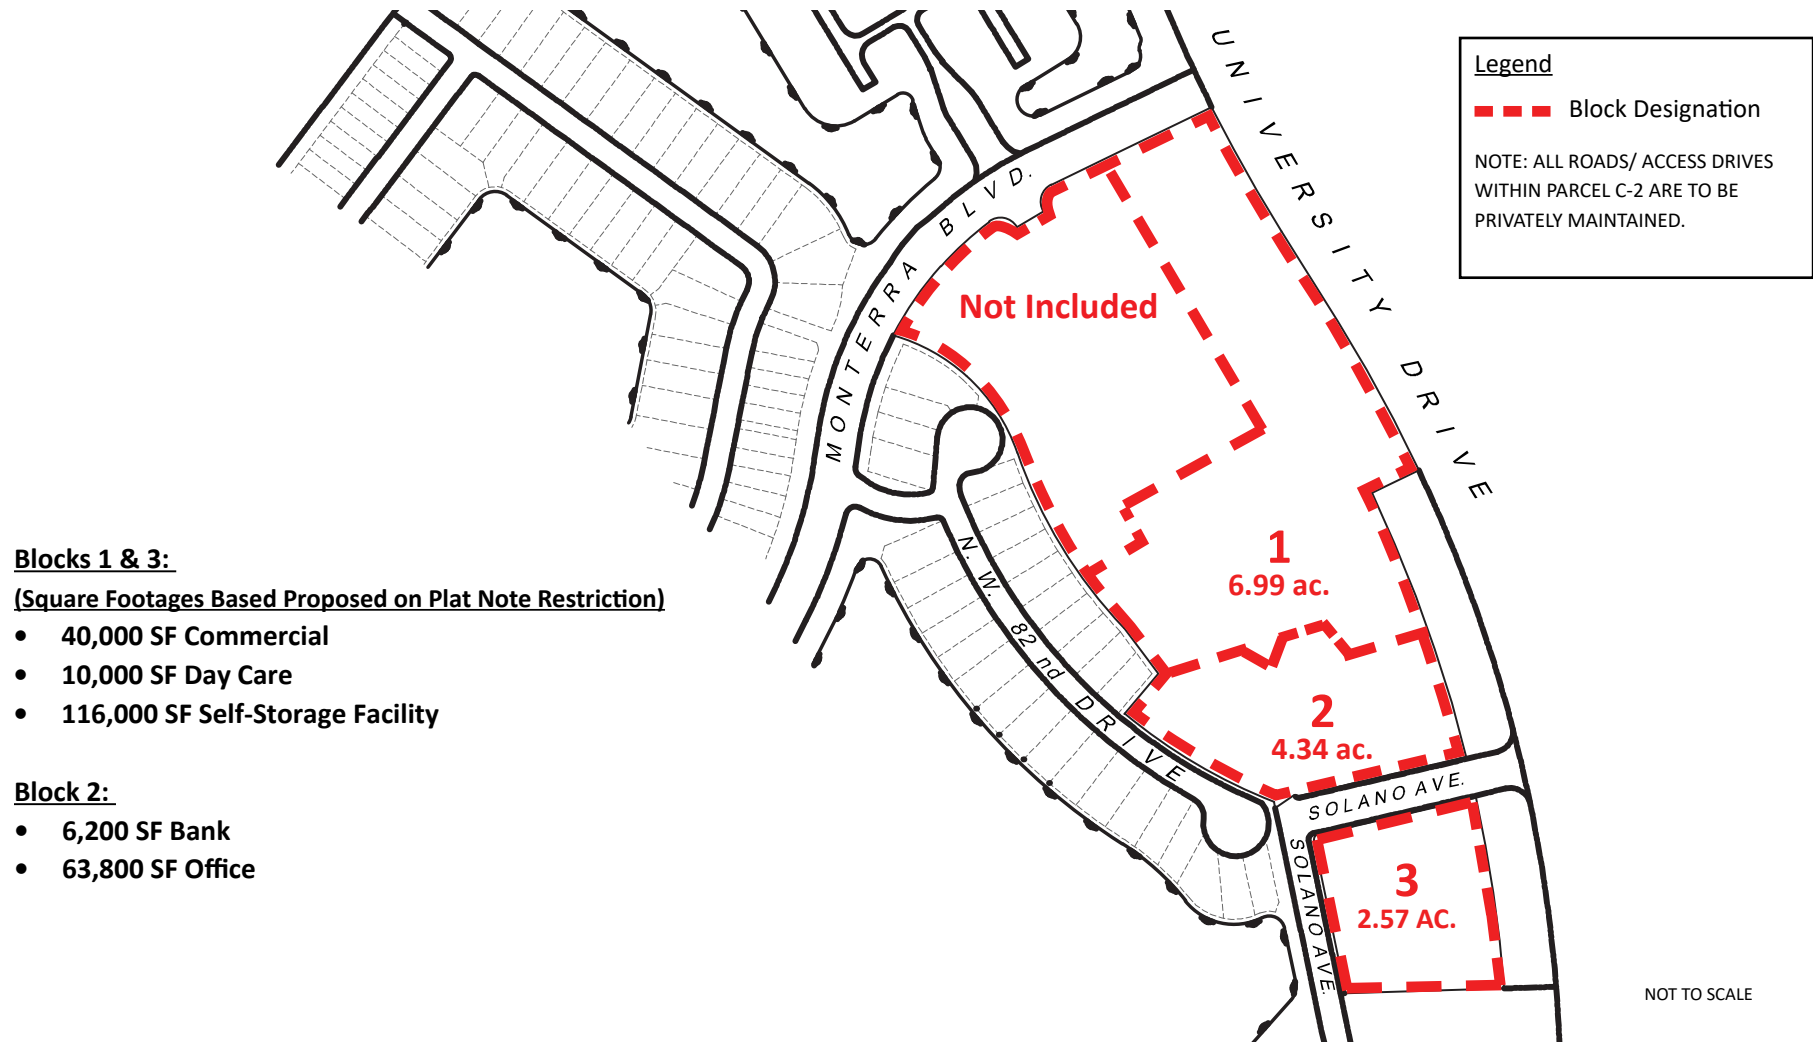 UNIVERSITY DRIVE
Legend
Block Designation
NOTE: ALL ROADS/ ACCESS DRIVES
WITHIN PARCEL C-2 ARE TO BE
PRIVATELY MAINTAINED.
MONTERRA BLVD.
Not Included
1
6.99 ac.
N. W. 82nd DRIVE
2
4.34 ac.
SOLANO AVE.
SOLANO AVE.
3
2.57 AC.
Blocks 1 & 3:
(Square Footages Based Proposed on Plat Note Restriction)
• 40,000 SF Commercial
• 10,000 SF Day Care
• 116,000 SF Self-Storage Facility
Block 2:
• 6,200 SF Bank
• 63,800 SF Office
NOT TO SCALE